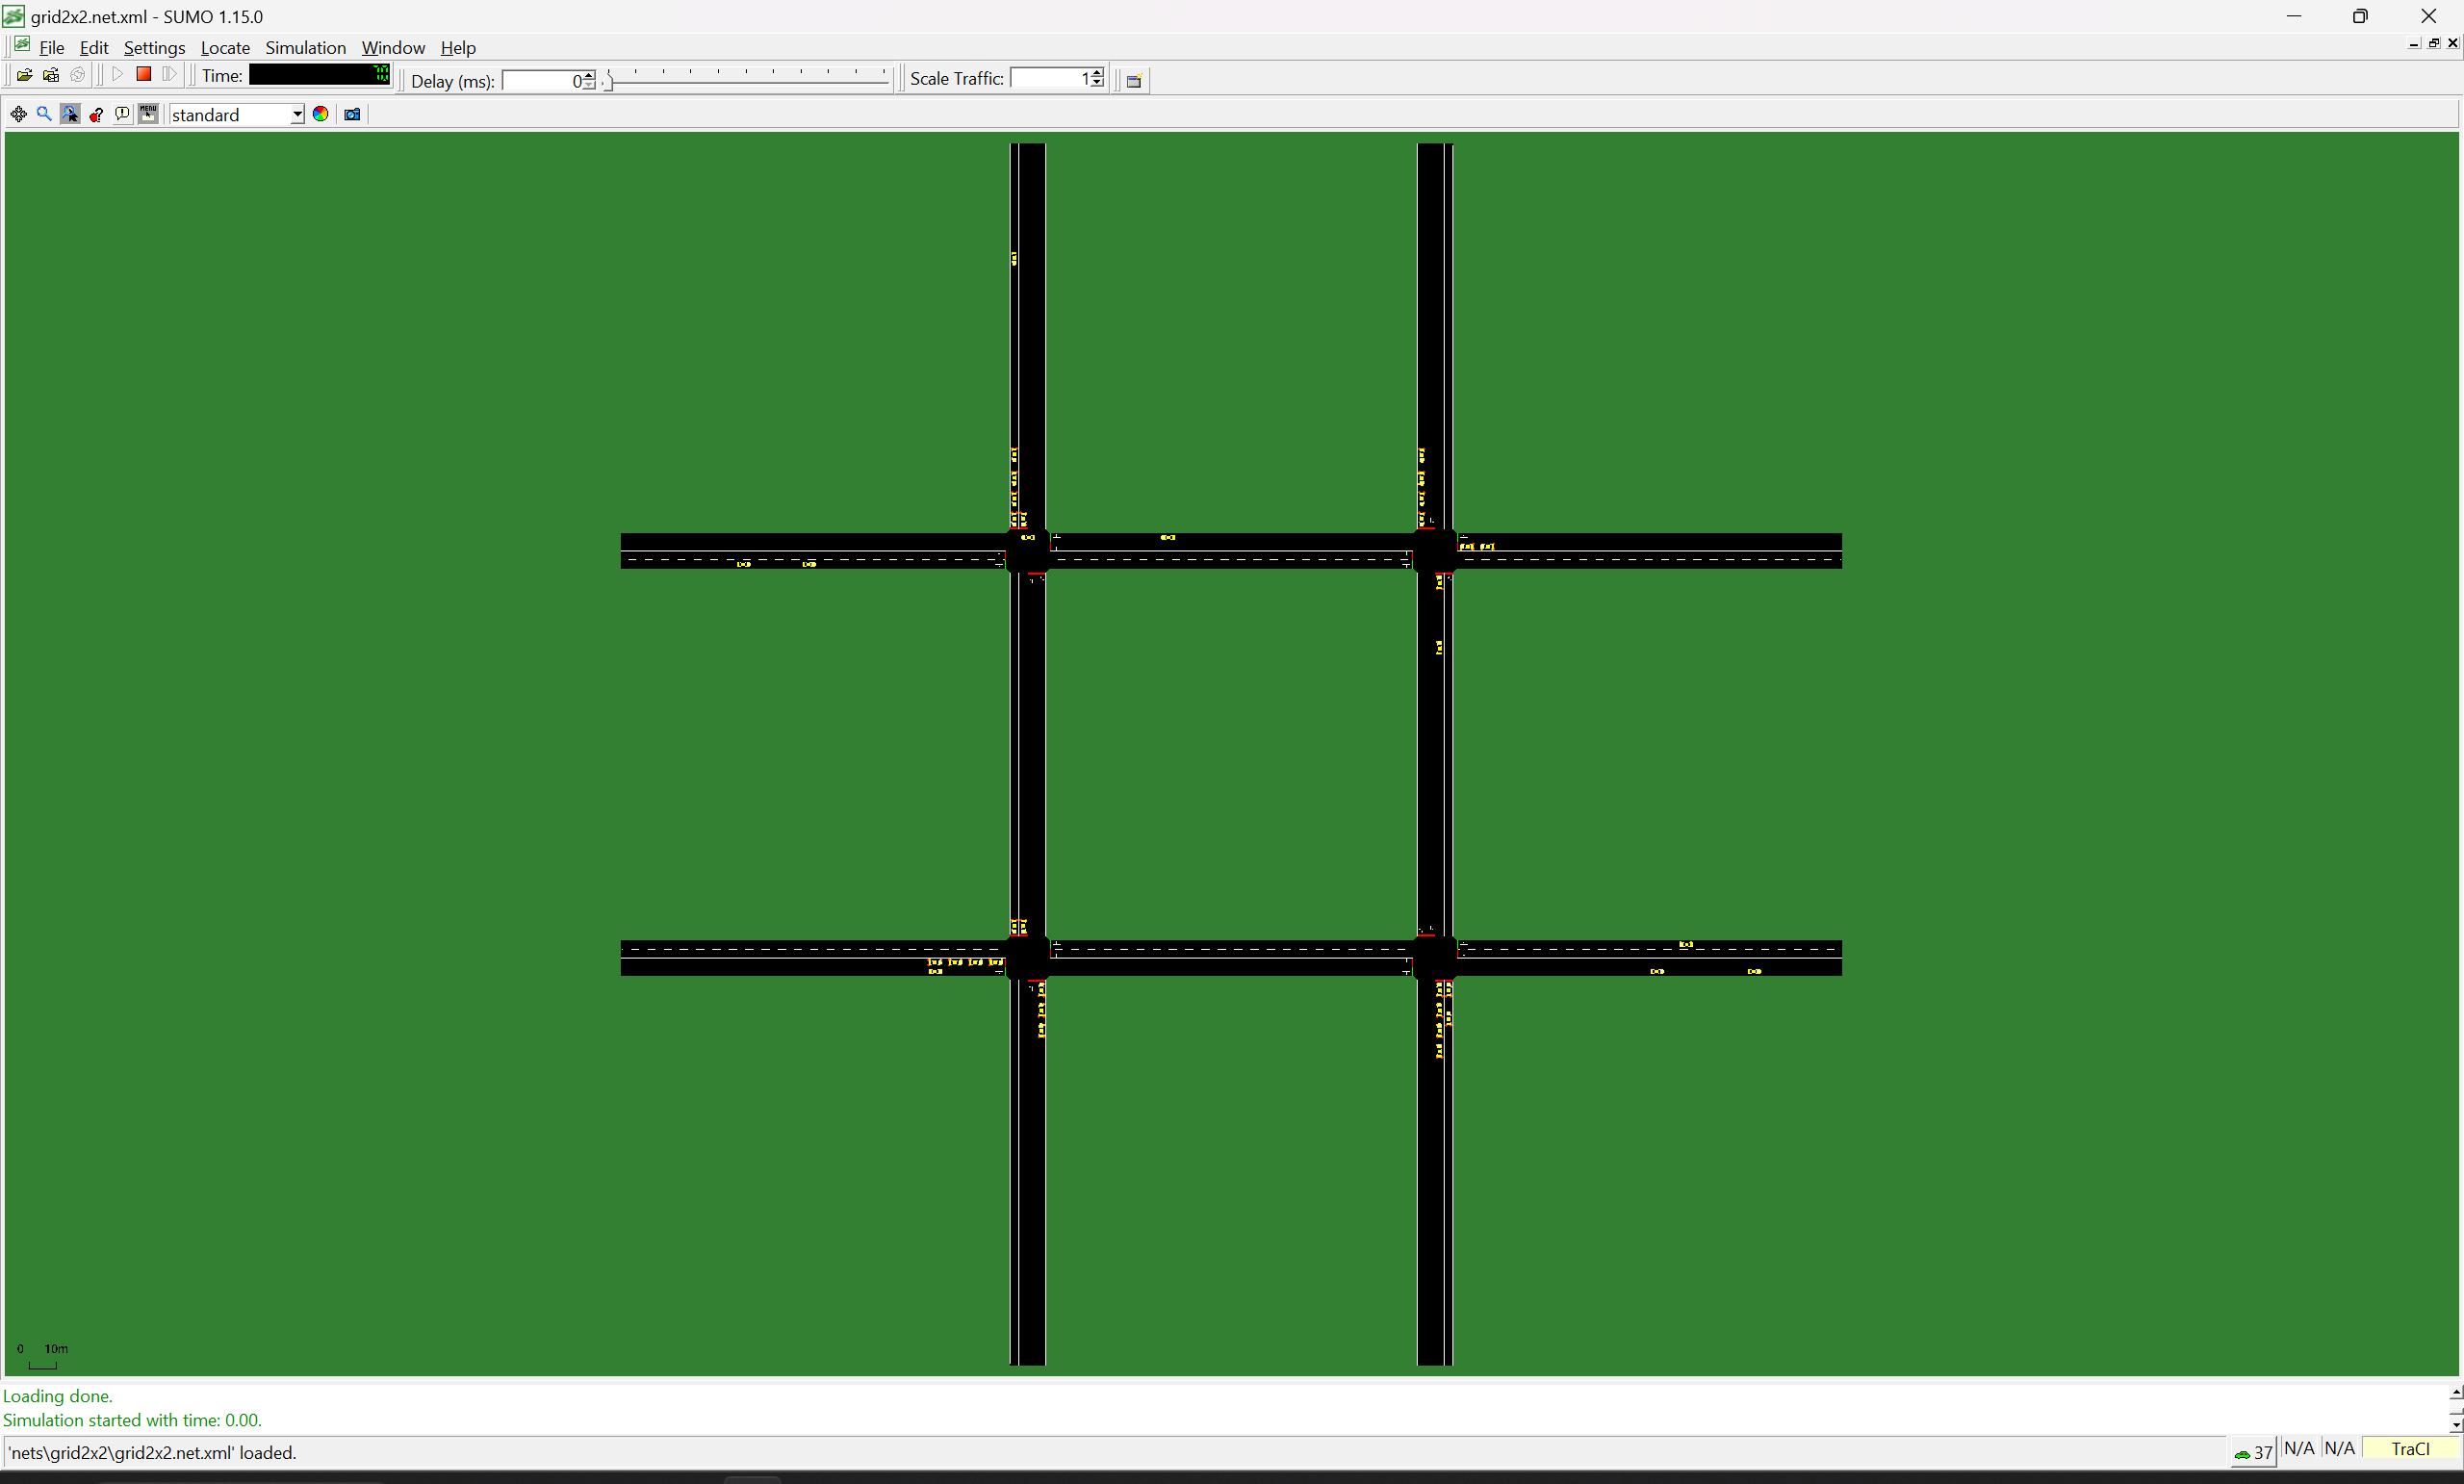 grid2x2.net.xml - SUMO 1.15.0
File Edit Settings Locate Simulation Window Help
Time: 70 Delay (ms): 0 Scale Traffic: 1
MENU standard
0 10m
Loading done.
Simulation started with time: 0.00.
'nets\grid2x2\grid2x2.net.xml' loaded. 37 N/A N/A TraCI